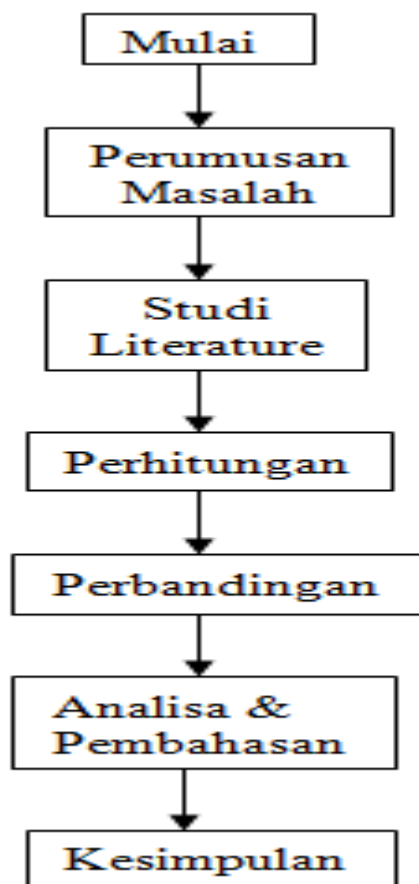 Mulai
Perumusan
Masalah
Studi
Literature
Perhitungan
Perbandingan
Analisa &
Pembahasan
Kesimpulan